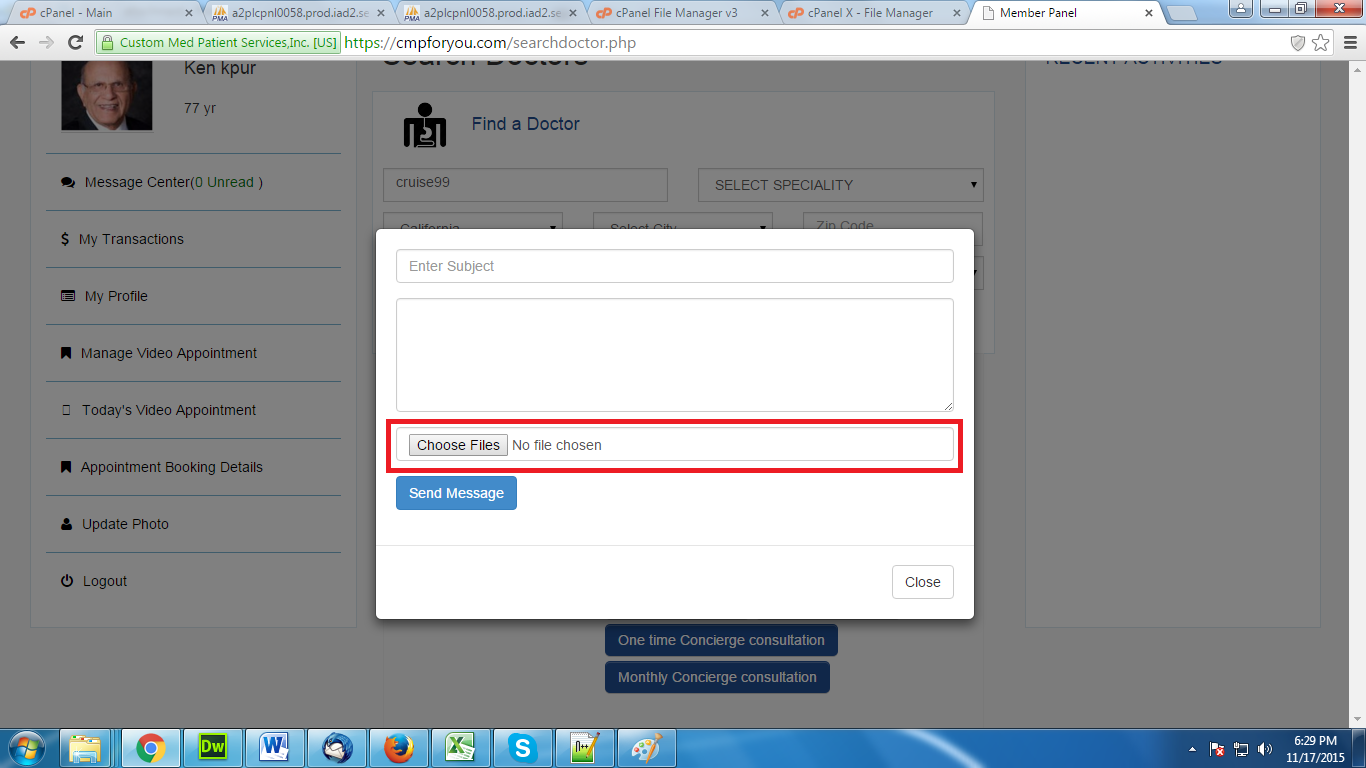 cPanel - Main
a2plcpnl0058.prod.iad2.se
a2plcpnl0058.prod.iad2.se
cPanel File Manager v3
cPanel X - File Manager
Member Panel
Custom Med Patient Services,Inc. [US]
https://cmpforyou.com/searchdoctor.php
Ken kpur
77 yr
Message Center(0 Unread )
My Transactions
My Profile
Manage Video Appointment
Today's Video Appointment
Appointment Booking Details
Update Photo
Logout
Search Doctors
Find a Doctor
cruise99
SELECT SPECIALITY
California
Select City
Zip Code
Enter Subject
Choose Files No file chosen
Send Message
Close
One time Concierge consultation
Monthly Concierge consultation
RECENT ACTIVITIES
6:29 PM
11/17/2015